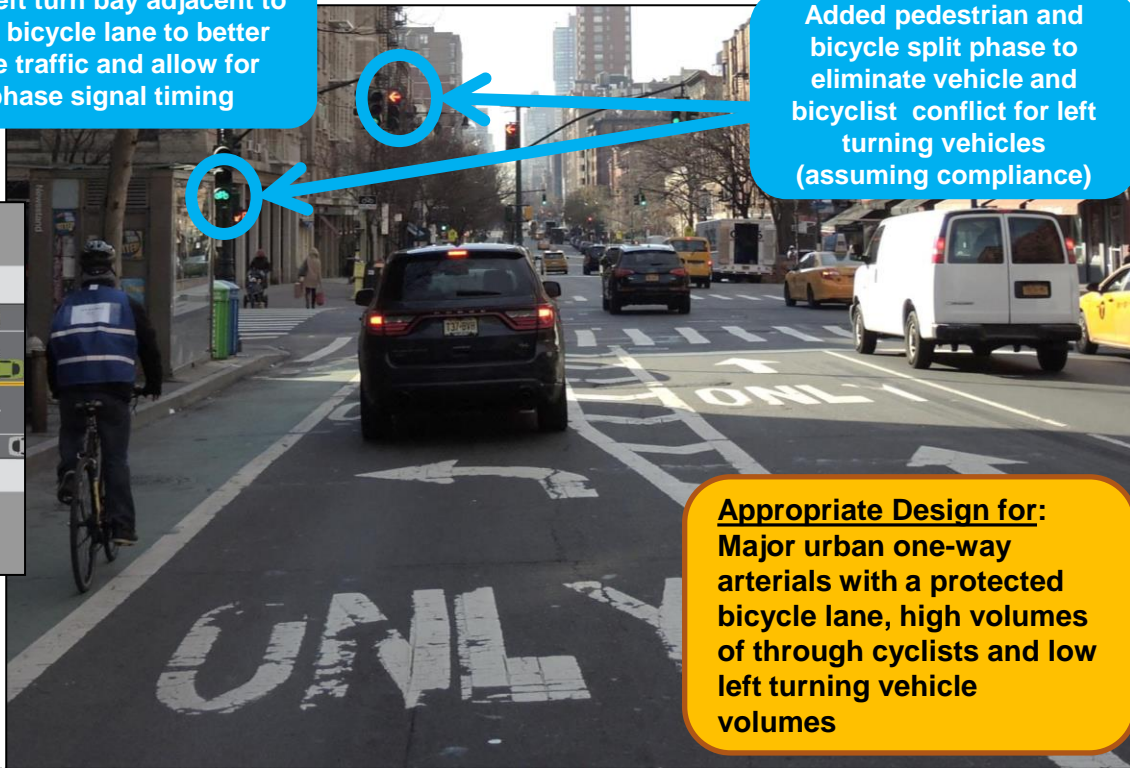 left turn bay adjacent to
bicycle lane to better
traffic and allow for
phase signal timing
Added pedestrian and
bicycle split phase to
eliminate vehicle and
bicyclist conflict for left
turning vehicles
(assuming compliance)
Newsstand
ONLY
ONLY
Appropriate Design for:
Major urban one-way
arterials with a protected
bicycle lane, high volumes
of through cyclists and low
left turning vehicle
volumes